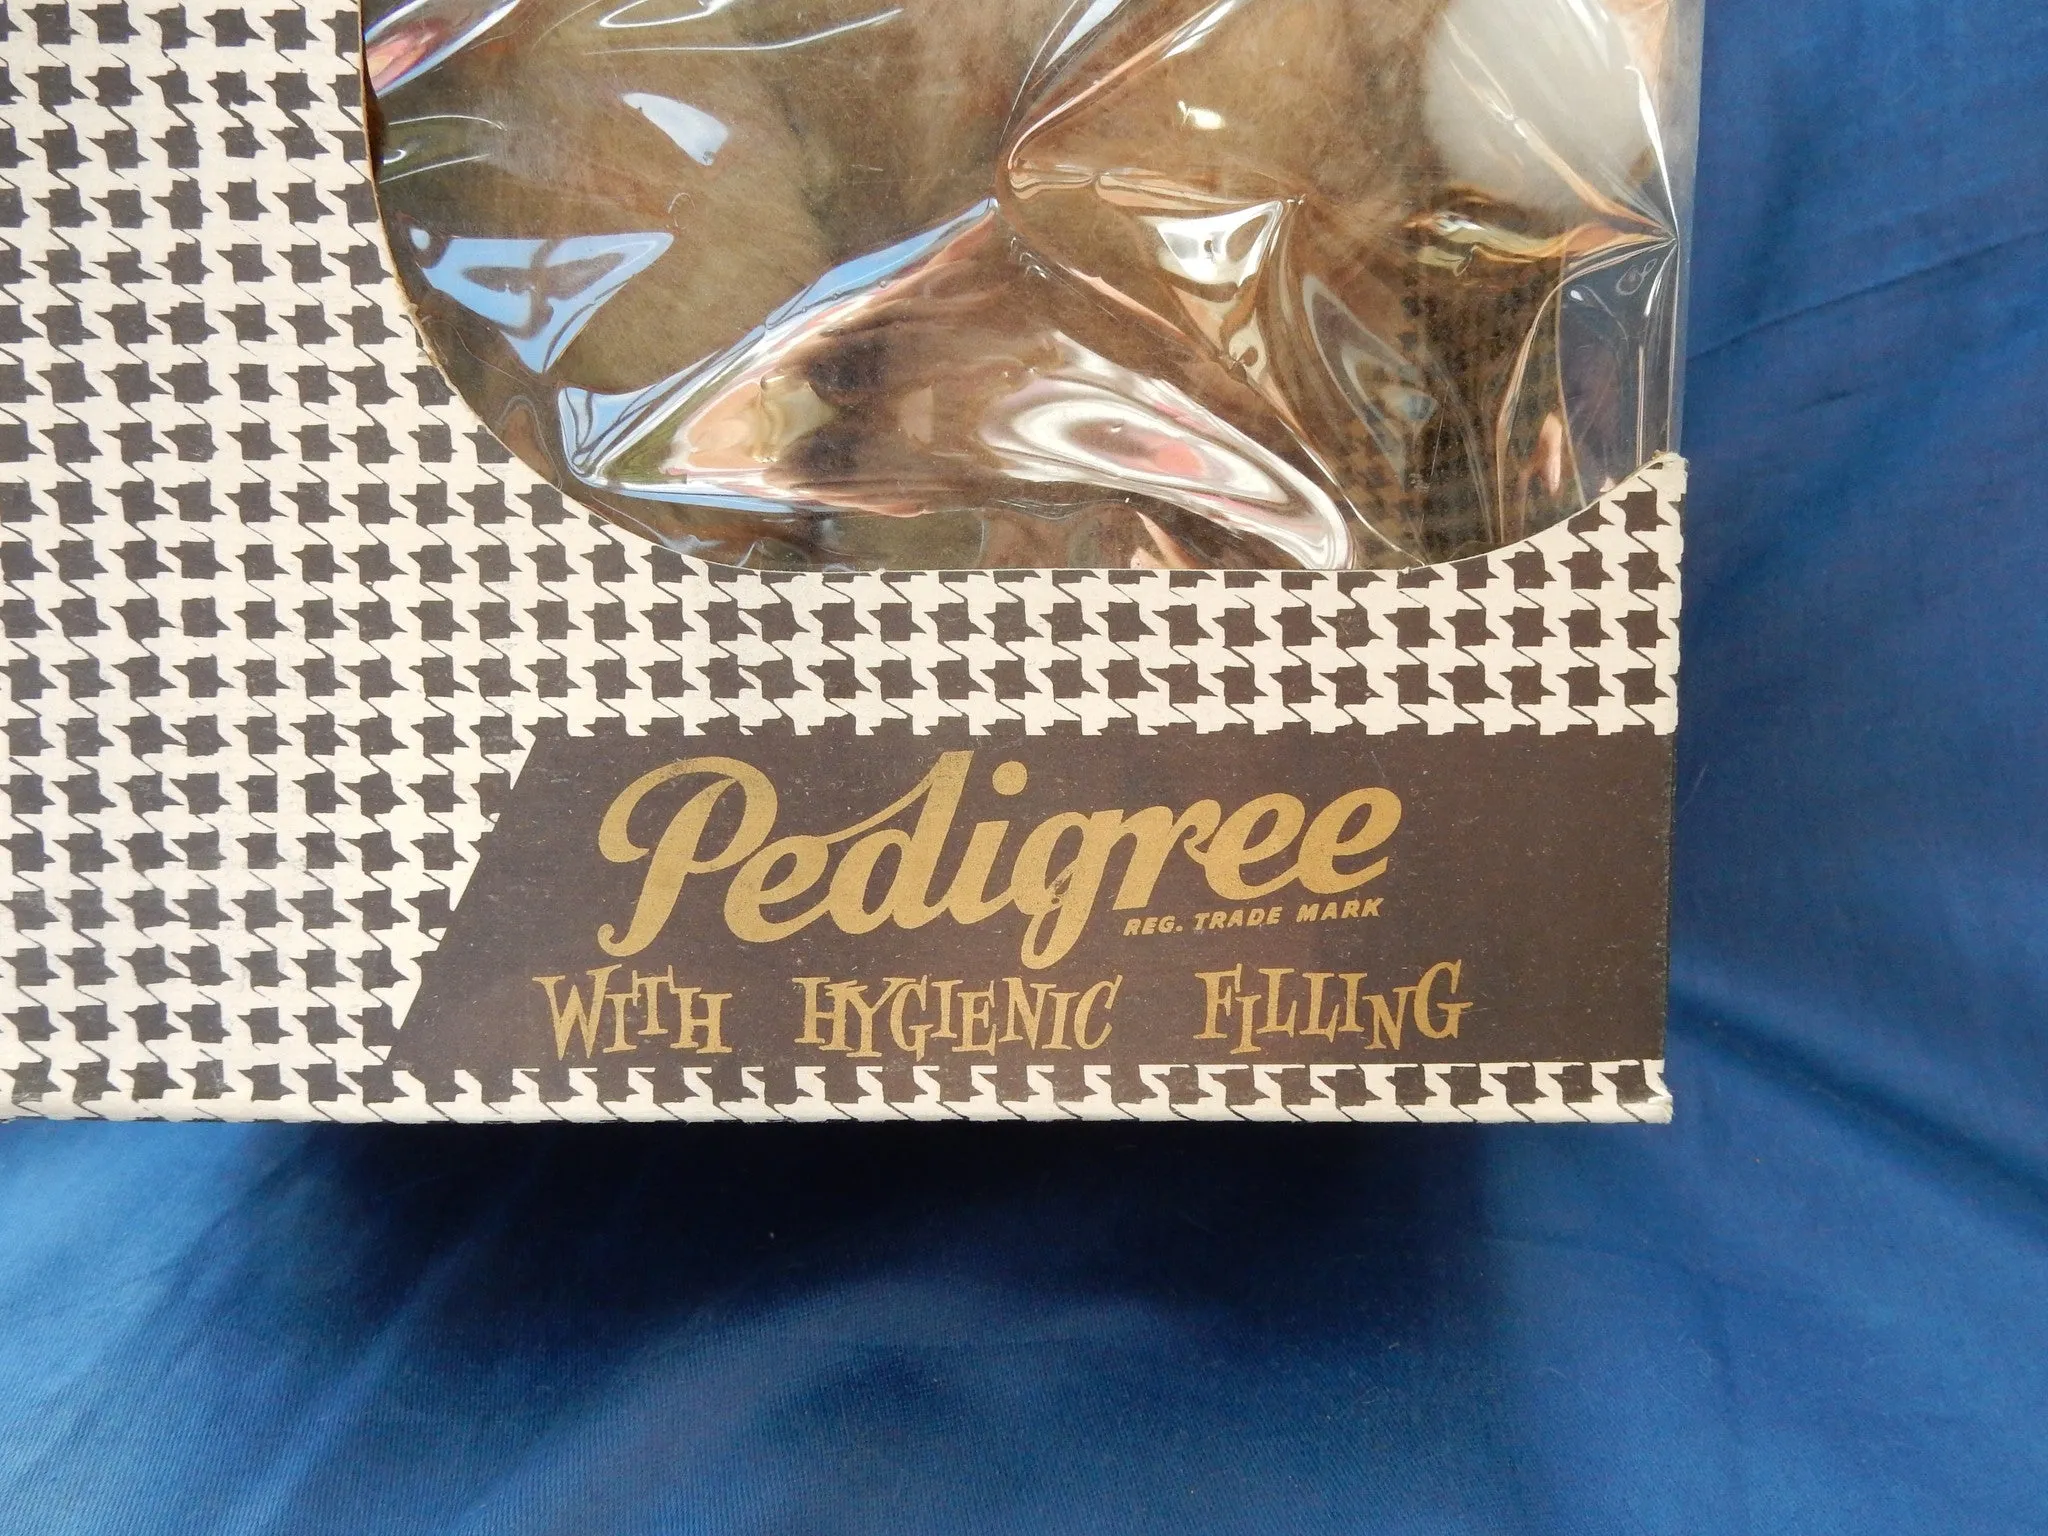 Pedigree
REG. TRADE MARK
WITH HYGIENIC FILLING